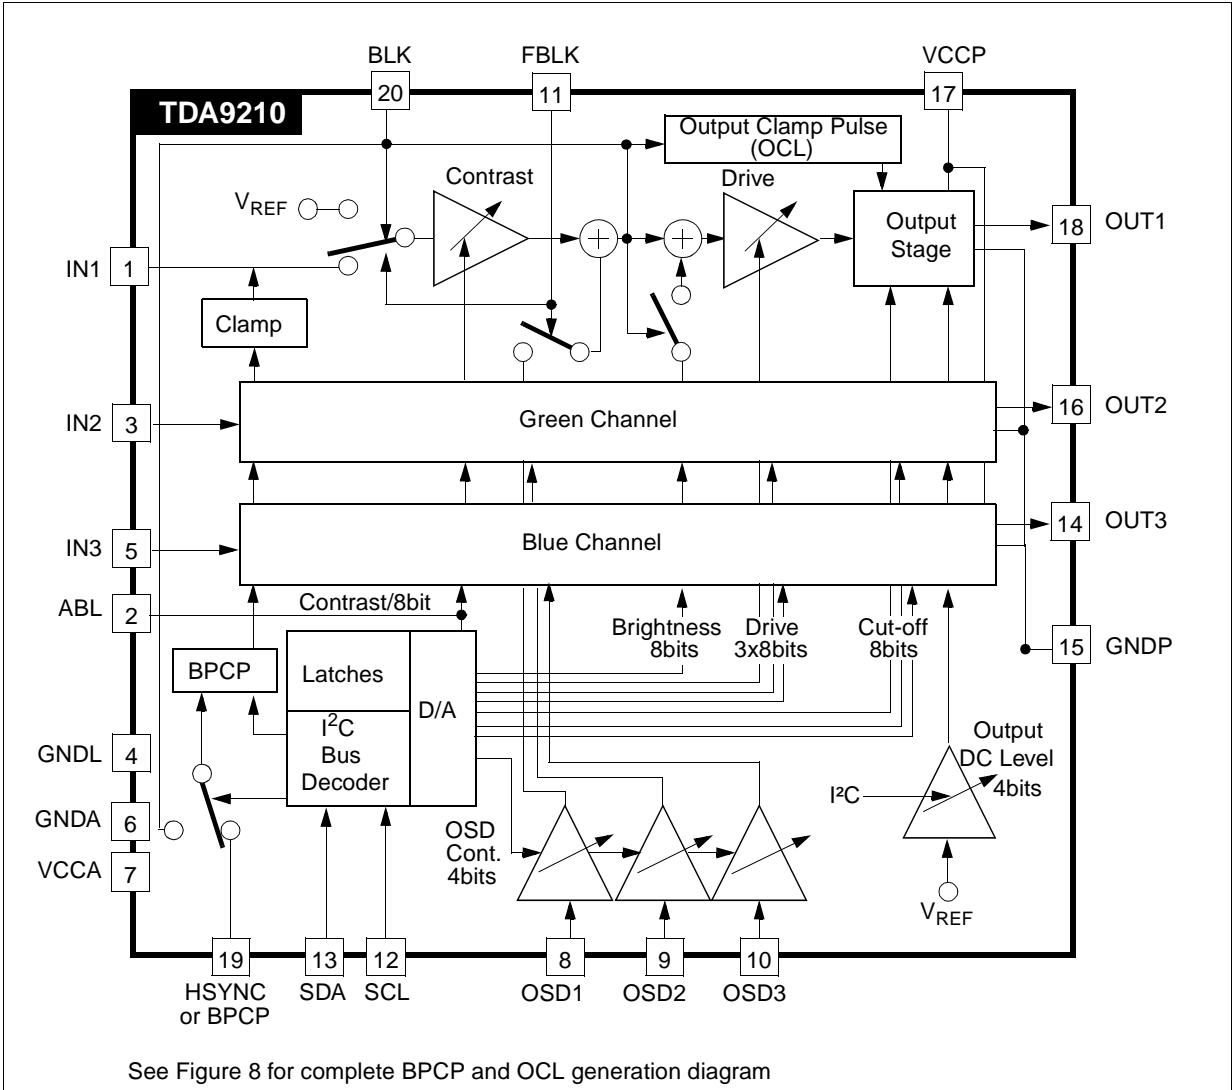 BLK
FBLK
VCCP
20
11
17
TDA9210
Output Clamp Pulse
(OCL)
Contrast
Drive
VREF
Output
Stage
18
OUT1
IN1
1
Clamp
IN2
3
Green Channel
16
OUT2
IN3
5
Blue Channel
14
OUT3
ABL
2
Contrast/8bit
Brightness
8bits
Drive
3x8bits
Cut-off
8bits
15
GNDP
BPCP
Latches
D/A
I2C
Bus
Decoder
GNDL
4
Output
DC Level
4bits
I²C
GNDA
6
VCCA
7
OSD
Cont.
4bits
VREF
19
13
12
8
9
10
HSYNC
or BPCP
SDA
SCL
OSD1
OSD2
OSD3
See Figure 8 for complete BPCP and OCL generation diagram